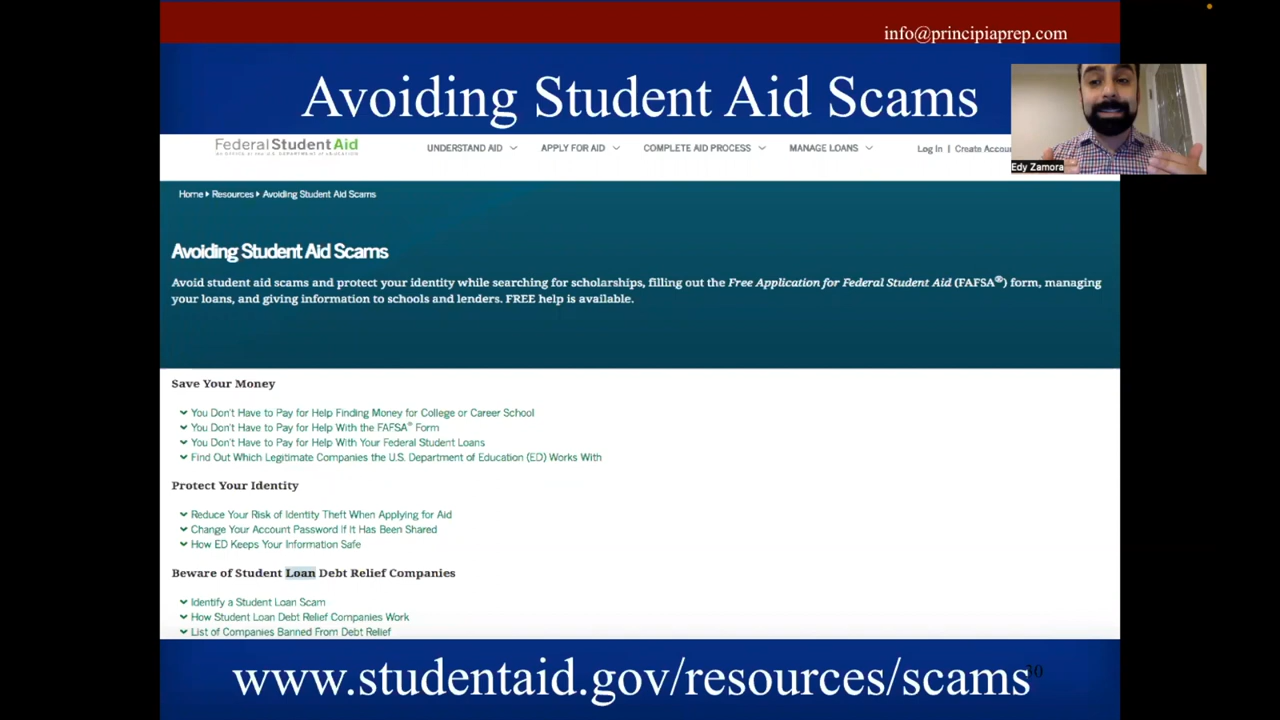 info@principiaprep.com
Avoiding Student Aid Scams
Federal Student Aid
UNDERSTAND AID
APPLY FOR AID
COMPLETE AID PROCESS
MANAGE LOANS
Log In | Create Accou
Edy Zamora
Home ▸ Resources ▸ Avoiding Student Aid Scams
Avoiding Student Aid Scams
Avoid student aid scams and protect your identity while searching for scholarships, filling out the Free Application for Federal Student Aid (FAFSA®) form, managing
your loans, and giving information to schools and lenders. FREE help is available.
Save Your Money
You Don't Have to Pay for Help Finding Money for College or Career School
You Don't Have to Pay for Help With the FAFSA® Form
You Don't Have to Pay for Help With Your Federal Student Loans
Find Out Which Legitimate Companies the U.S. Department of Education (ED) Works With
Protect Your Identity
Reduce Your Risk of Identity Theft When Applying for Aid
Change Your Account Password If It Has Been Shared
How ED Keeps Your Information Safe
Beware of Student Loan Debt Relief Companies
Identify a Student Loan Scam
How Student Loan Debt Relief Companies Work
List of Companies Banned From Debt Relief
www.studentaid.gov/resources/scams